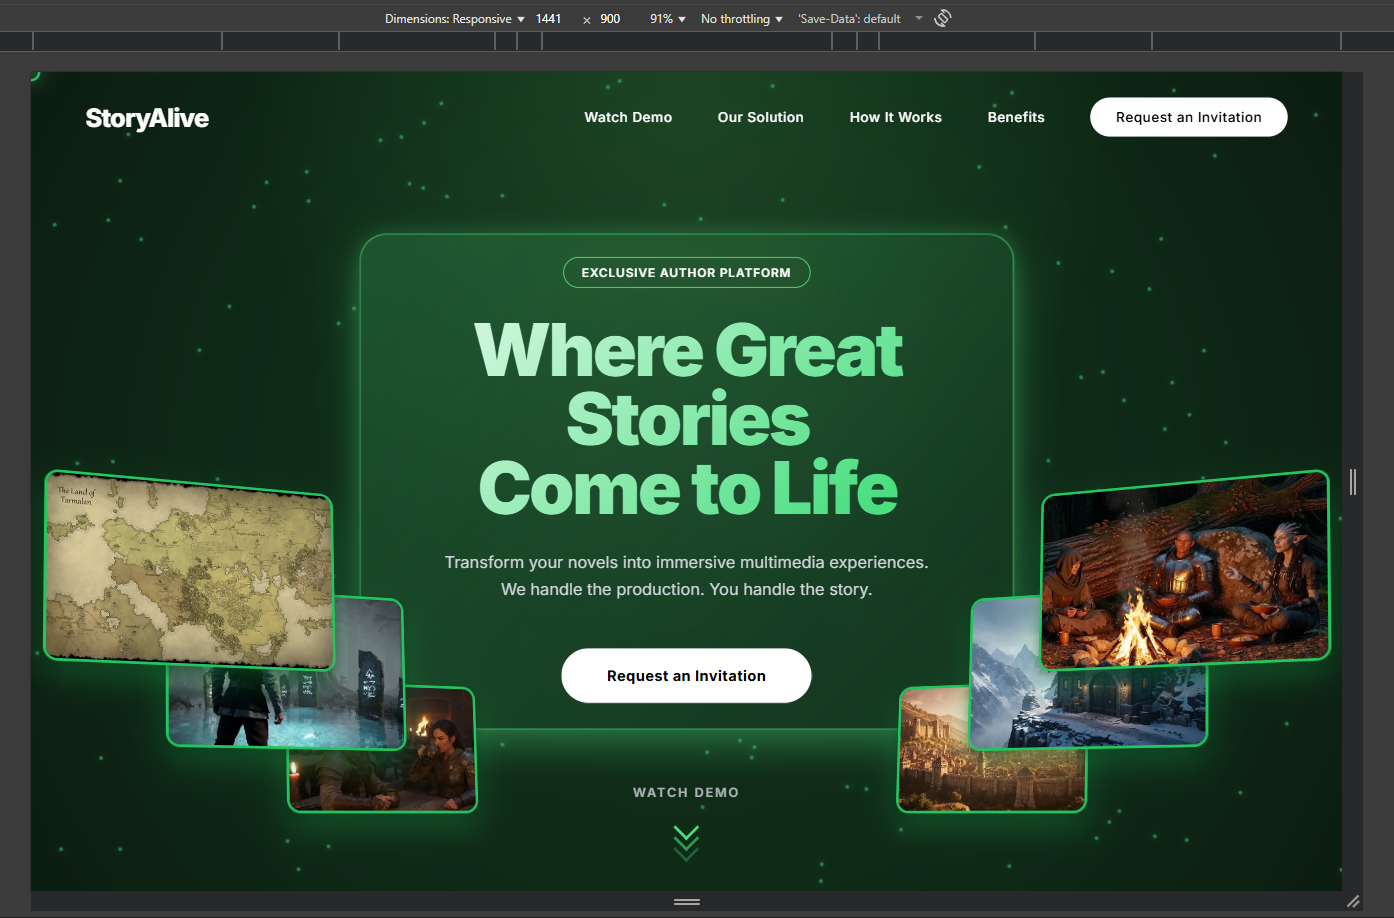 Dimensions: Responsive ▼ 1441 × 900 91% ▼ No throttling ▼ 'Save-Data': default
StoryAlive
Watch Demo Our Solution How It Works Benefits Request an Invitation
EXCLUSIVE AUTHOR PLATFORM
Where Great
Stories
Come to Life
The Land of
Tarmalan
Transform your novels into immersive multimedia experiences.
We handle the production. You handle the story.
Request an Invitation
WATCH DEMO